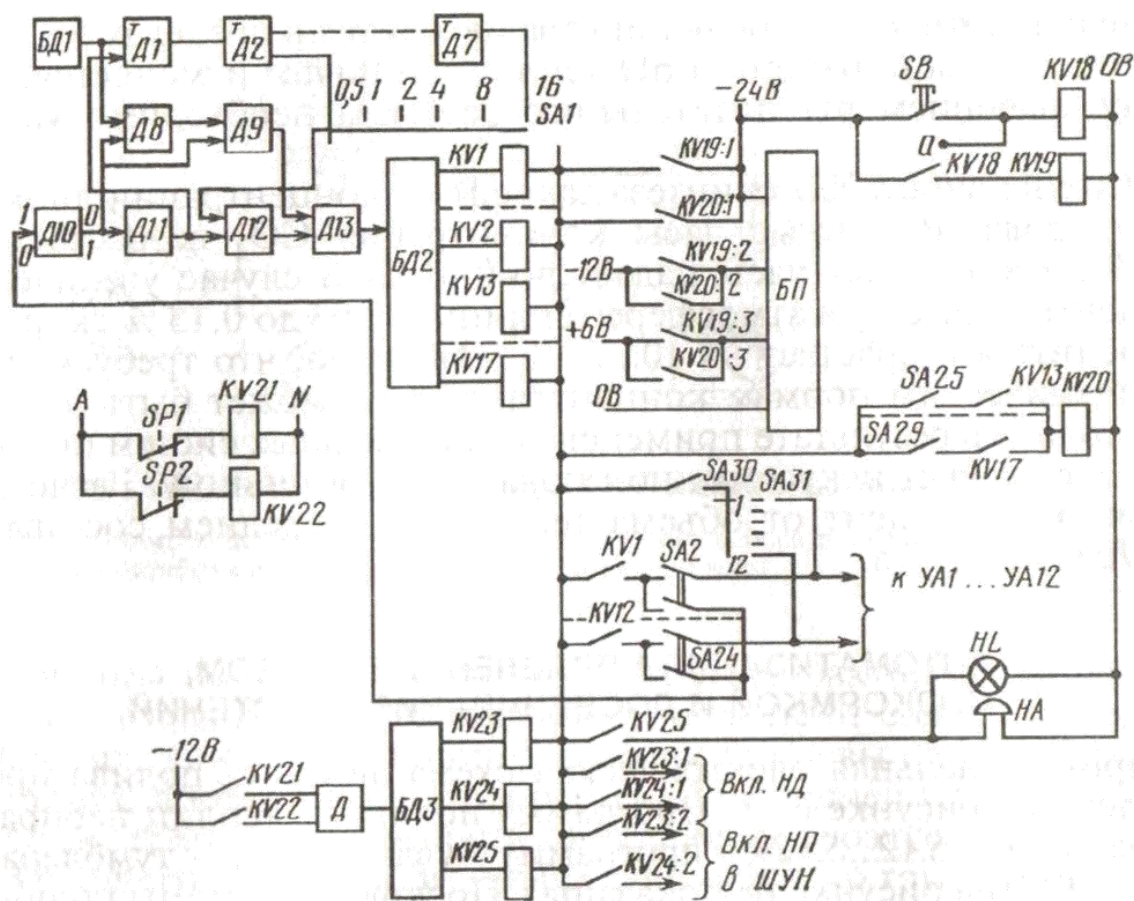 БД1
Т Д1
Т Д2
Т Д7
Д8
Д9
0,5 1 2 4 8 16
SA1
1 0
Д10
0 1
Д11
Д12
Д13
БД2
KV1
KV2
KV13
KV17
-24В
SB
KV18
0В
а
KV18
KV19
KV19:1
KV20:1
-12В
KV19:2
KV20:2
+6В
KV19:3
KV20:3
0В
БП
SA25
KV13
KV20
SA29
KV17
A
SP1
KV21
N
SP2
KV22
SA30
SA31
1
12
KV1
SA2
KV12
SA24
к УА1 ... УА12
HL
HA
-12В
KV21
KV22
Д
БД3
KV23
KV24
KV25
KV25
KV23:1
KV24:1
Вкл. НД
KV23:2
KV24:2
Вкл. НП
в ШУН